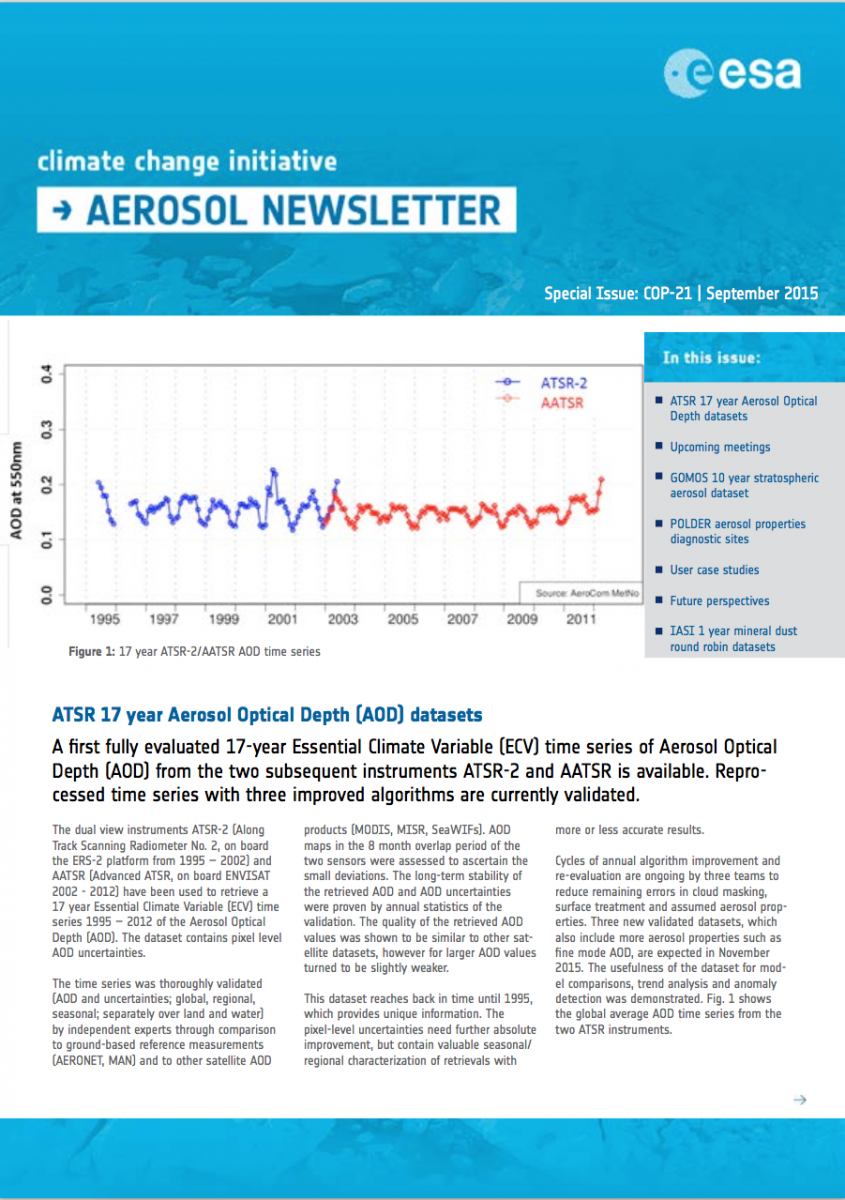 esa
climate change initiative
→ AEROSOL NEWSLETTER
Special Issue: COP-21 | September 2015
AOD at 550nm
0.4
0.3
0.2
0.1
0.0
ATSR-2
AATSR
Source: AeroCom MetNo
1995 1997 1999 2001 2003 2005 2007 2009 2011
Figure 1: 17 year ATSR-2/AATSR AOD time series
In this issue:
ATSR 17 year Aerosol Optical
Depth datasets
Upcoming meetings
GOMOS 10 year stratospheric
aerosol dataset
POLDER aerosol properties
diagnostic sites
User case studies
Future perspectives
IASI 1 year mineral dust
round robin datasets
ATSR 17 year Aerosol Optical Depth (AOD) datasets
A first fully evaluated 17-year Essential Climate Variable (ECV) time series of Aerosol Optical
Depth (AOD) from the two subsequent instruments ATSR-2 and AATSR is available. Repro-
cessed time series with three improved algorithms are currently validated.
The dual view instruments ATSR-2 (Along
Track Scanning Radiometer No. 2, on board
the ERS-2 platform from 1995 – 2002) and
AATSR (Advanced ATSR, on board ENVISAT
2002 - 2012) have been used to retrieve a
17 year Essential Climate Variable (ECV) time
series 1995 – 2012 of the Aerosol Optical
Depth (AOD). The dataset contains pixel level
AOD uncertainties.
The time series was thoroughly validated
(AOD and uncertainties; global, regional,
seasonal; separately over land and water)
by independent experts through comparison
to ground-based reference measurements
(AERONET, MAN) and to other satellite AOD
products (MODIS, MISR, SeaWIFs). AOD
maps in the 8 month overlap period of the
two sensors were assessed to ascertain the
small deviations. The long-term stability of
the retrieved AOD and AOD uncertainties
were proven by annual statistics of the
validation. The quality of the retrieved AOD
values was shown to be similar to other sat-
ellite datasets, however for larger AOD values
turned to be slightly weaker.
This dataset reaches back in time until 1995,
which provides unique information. The
pixel-level uncertainties need further absolute
improvement, but contain valuable seasonal/
regional characterization of retrievals with
more or less accurate results.
Cycles of annual algorithm improvement and
re-evaluation are ongoing by three teams to
reduce remaining errors in cloud masking,
surface treatment and assumed aerosol prop-
erties. Three new validated datasets, which
also include more aerosol properties such as
fine mode AOD, are expected in November
2015. The usefulness of the dataset for mod-
el comparisons, trend analysis and anomaly
detection was demonstrated. Fig. 1 shows
the global average AOD time series from the
two ATSR instruments.
→